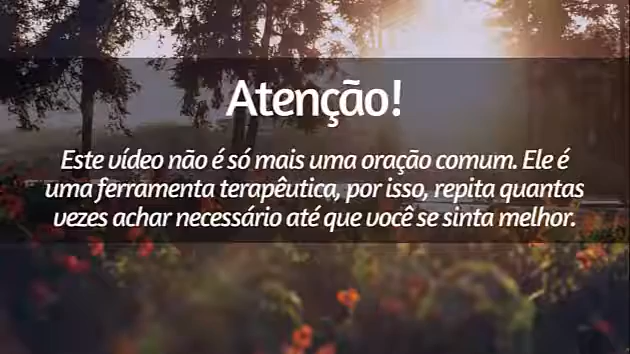 Atenção!
Este vídeo não é só mais uma oração comum. Ele é
uma ferramenta terapêutica, por isso, repita quantas
vezes achar necessário até que você se sinta melhor.